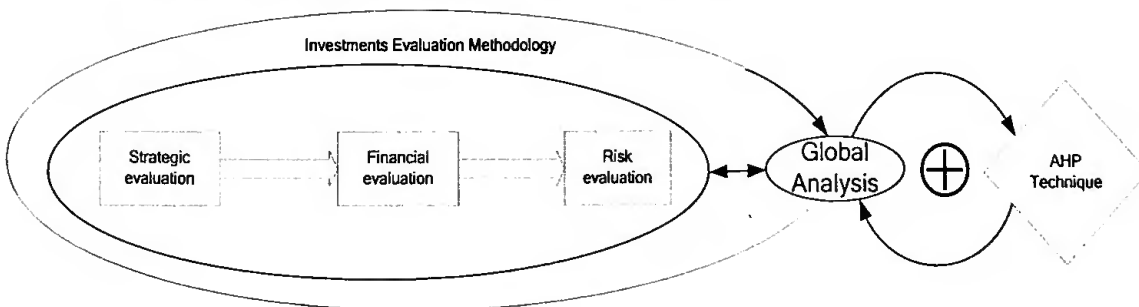 Investments Evaluation Methodology
Strategic
evaluation
Financial
evaluation
Risk
evaluation
Global
Analysis
AHP
Technique